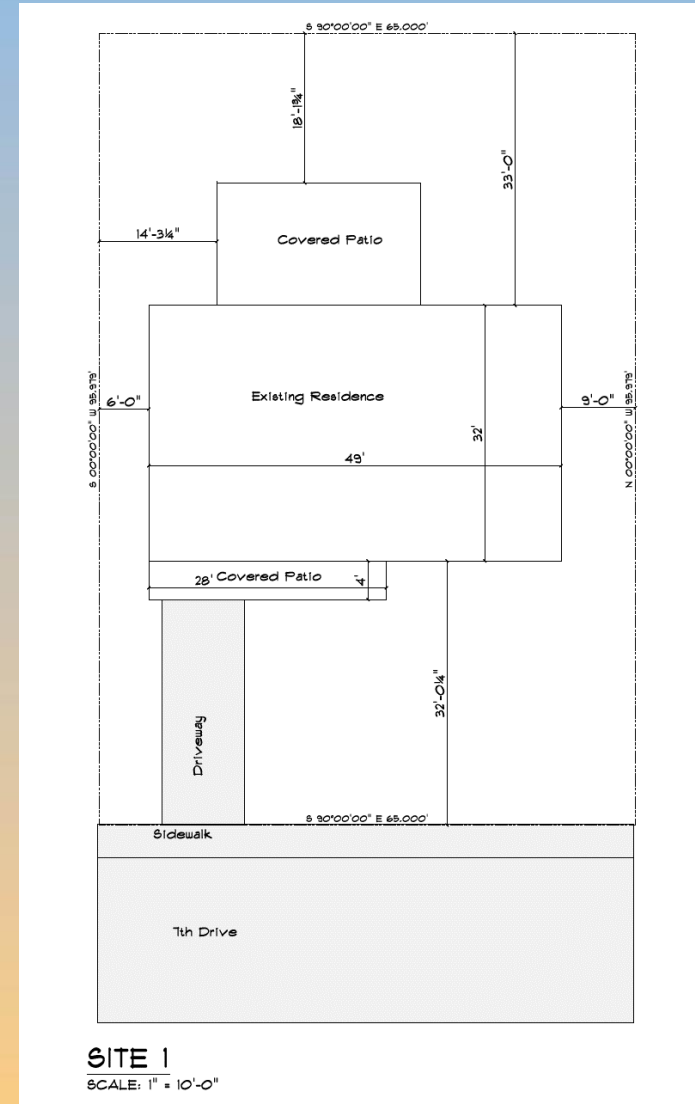 S 90°00'00" E 65.000'
18'-1¾"
33'-0"
14'-3¼"
Covered Patio
S 00°00'00" W 95.979'
6'-0"
Existing Residence
9'-0"
N 00°00'00" W 95.979'
32'
49'
28' Covered Patio 4'
32'-0¼"
Driveway
S 90°00'00" E 65.000'
Sidewalk
7th Drive
SITE 1
SCALE: 1" = 10'-0"